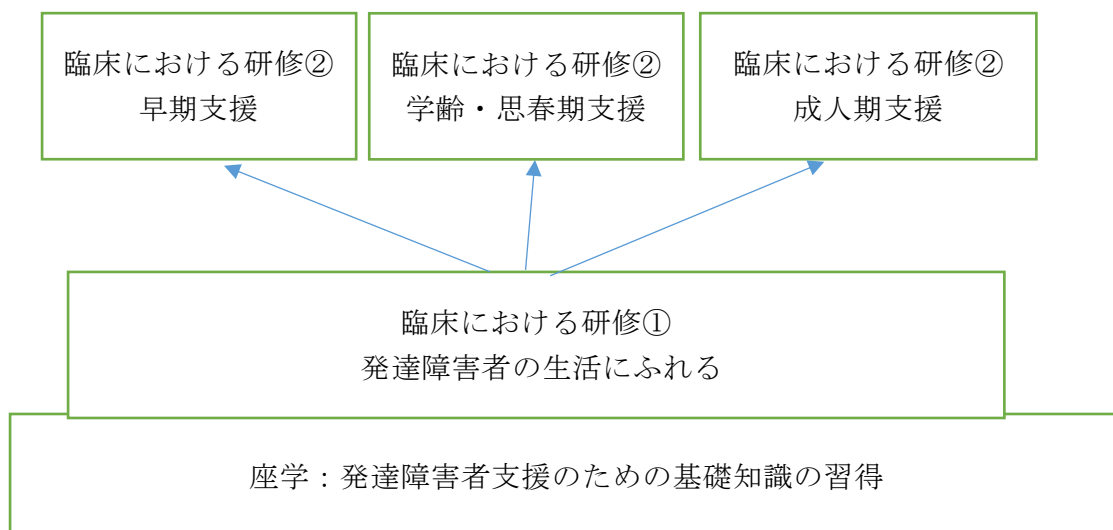 臨床における研修②
早期支援
臨床における研修②
学齢・思春期支援
臨床における研修②
成人期支援
臨床における研修①
発達障害者の生活にふれる
座学：発達障害者支援のための基礎知識の習得